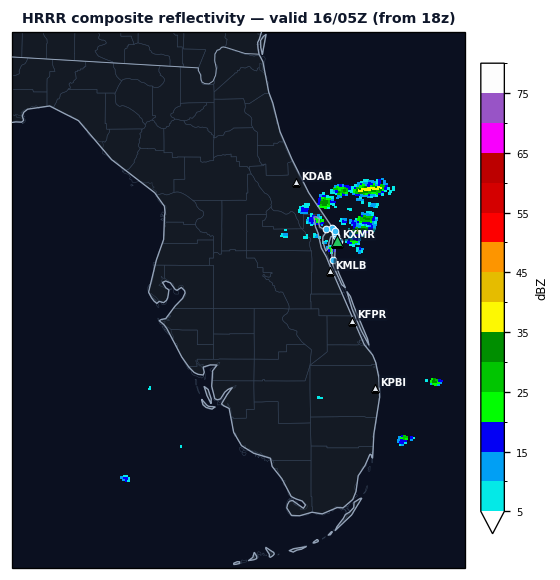 HRRR composite reflectivity — valid 16/05Z (from 18z)
KDAB
KXMR
KMLB
KFPR
KPBI
75
65
55
45
35
25
15
5
dBZ